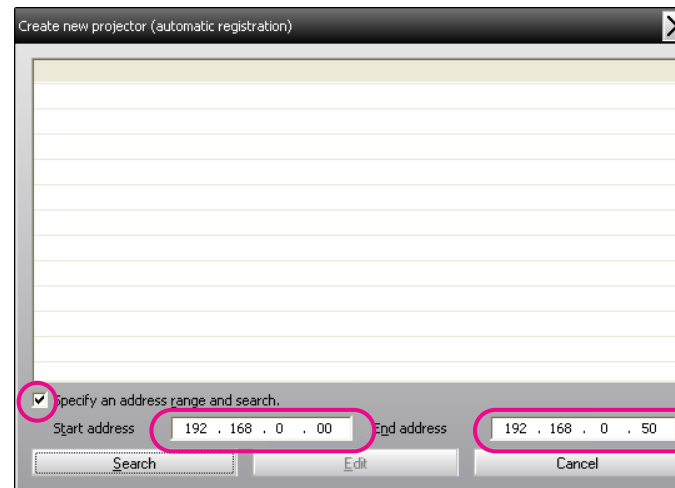 Create new projector (automatic registration)
Specify an address range and search.
Start address 192 . 168 . 0 . 00 End address 192 . 168 . 0 . 50
Search Edit Cancel